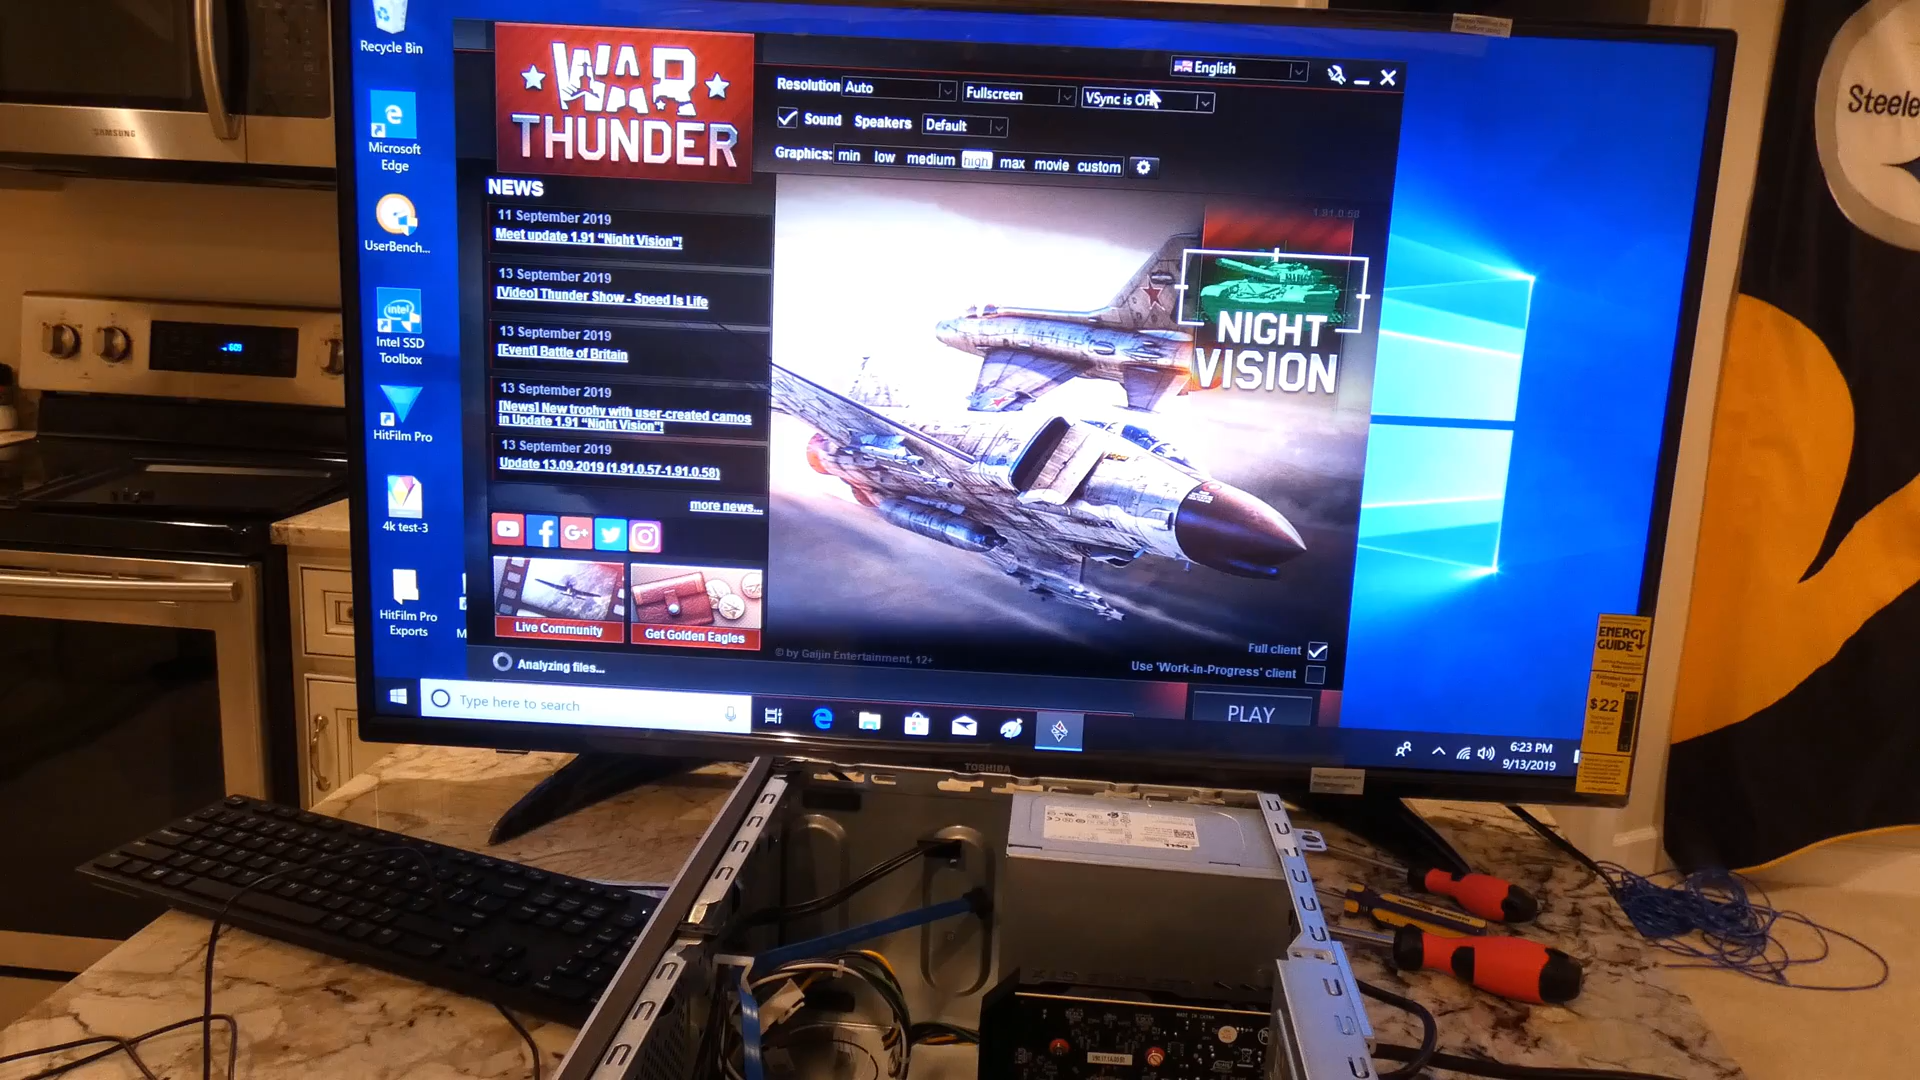 SAMSUNG
Recycle Bin
Microsoft
Edge
UserBench...
intel
Intel SSD
Toolbox
HitFilm Pro
4k test-3
HitFilm Pro
Exports
WAR
THUNDER
English
Resolution Auto Fullscreen VSync is OFF
Sound Speakers Default
Graphics: min low medium high max movie custom
NEWS
11 September 2019
Meet update 1.91 "Night Vision"!
13 September 2019
[Video] Thunder Show - Speed Is Life
13 September 2019
[Event] Battle of Britain
13 September 2019
[News] New trophy with user-created camos
in Update 1.91 "Night Vision"!
13 September 2019
Update 13.09.2019 (1.91.0.57-1.91.0.58)
more news...
G+
Live Community
Get Golden Eagles
1.91.0.58
NIGHT
VISION
© by Gaijin Entertainment, 12+
Full client
Use 'Work-in-Progress' client
Analyzing files...
PLAY
Type here to search
6:23 PM
9/13/2019
TOSHIBA
Steele
ENERGY
GUIDE
$22
DELL